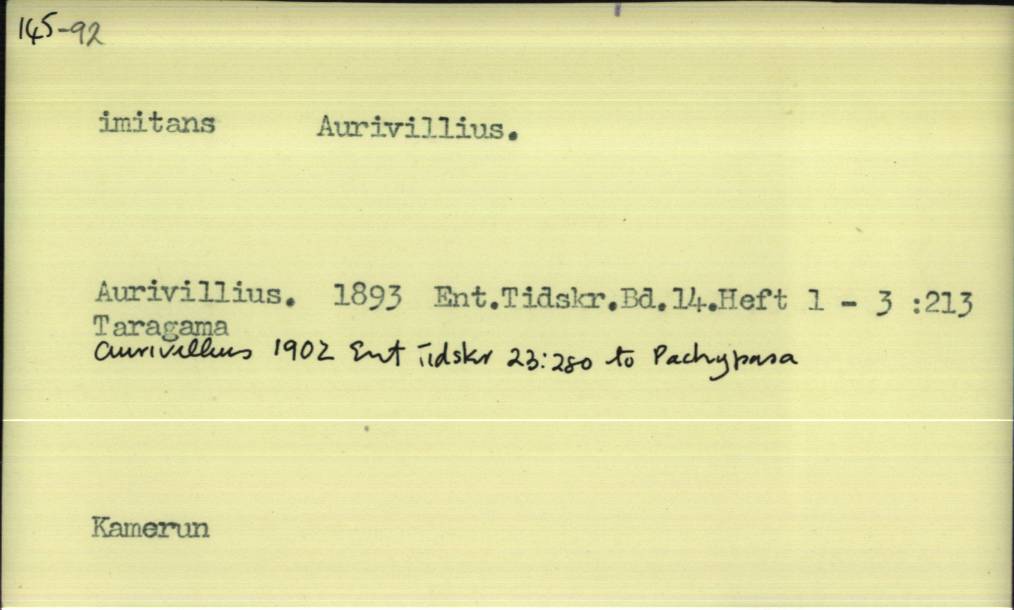 145-92
imitans Aurivillius.
Aurivillius. 1893 Ent.Tidskr.Bd.14.Heft 1 - 3 :213
Taragama
Aurivillius 1902 Ent Tidskr 23:280 to Pachypasa
Kamerun